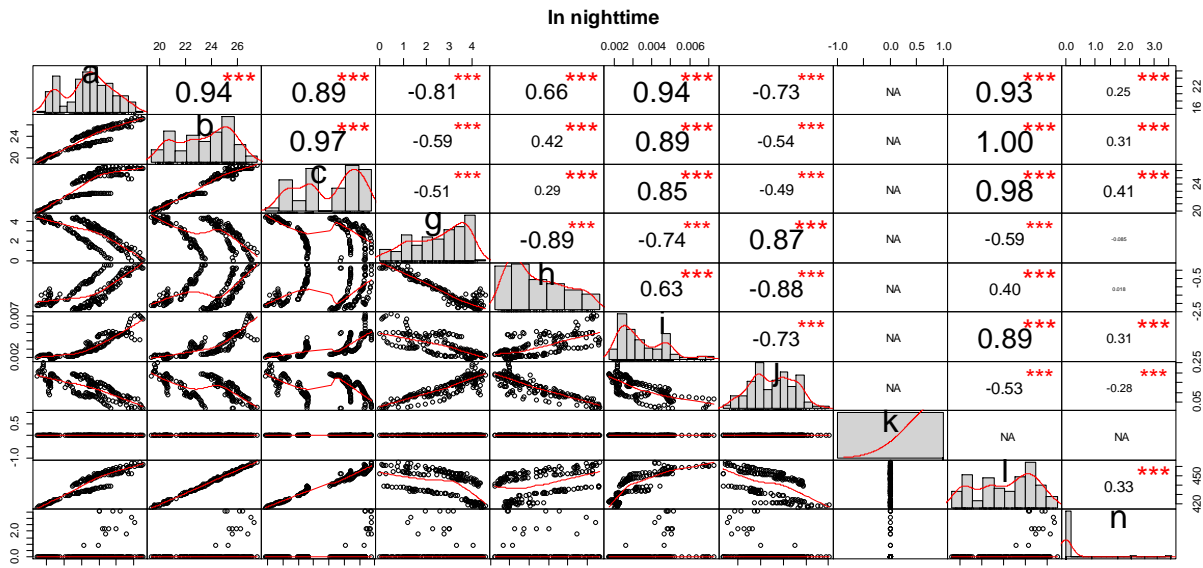 In nighttime
20 22 24 26 0 1 2 3 4 0.002 0.004 0.006 -1.0 0.0 0.5 1.0 0.0 1.0 2.0 3.0
a 0.94 *** 0.89 *** -0.81 *** 0.66 *** 0.94 *** -0.73 *** NA 0.93 *** 0.25 *** 16 22
20 24 b 0.97 *** -0.59 *** 0.42 *** 0.89 *** -0.54 *** NA 1.00 *** 0.31 ***
c -0.51 *** 0.29 *** 0.85 *** -0.49 *** NA 0.98 *** 0.41 *** 20 24
0 2 4 g -0.89 *** -0.74 *** 0.87 *** NA -0.59 *** -0.085
h 0.63 *** -0.88 *** NA 0.40 *** 0.018 -2.5 -0.5
0.002 0.007 i -0.73 *** NA 0.89 *** 0.31 ***
j NA -0.53 *** -0.28 *** 0.05 0.25
-1.0 0.5 k NA NA
l 0.33 *** 420 450
0.0 2.0 n